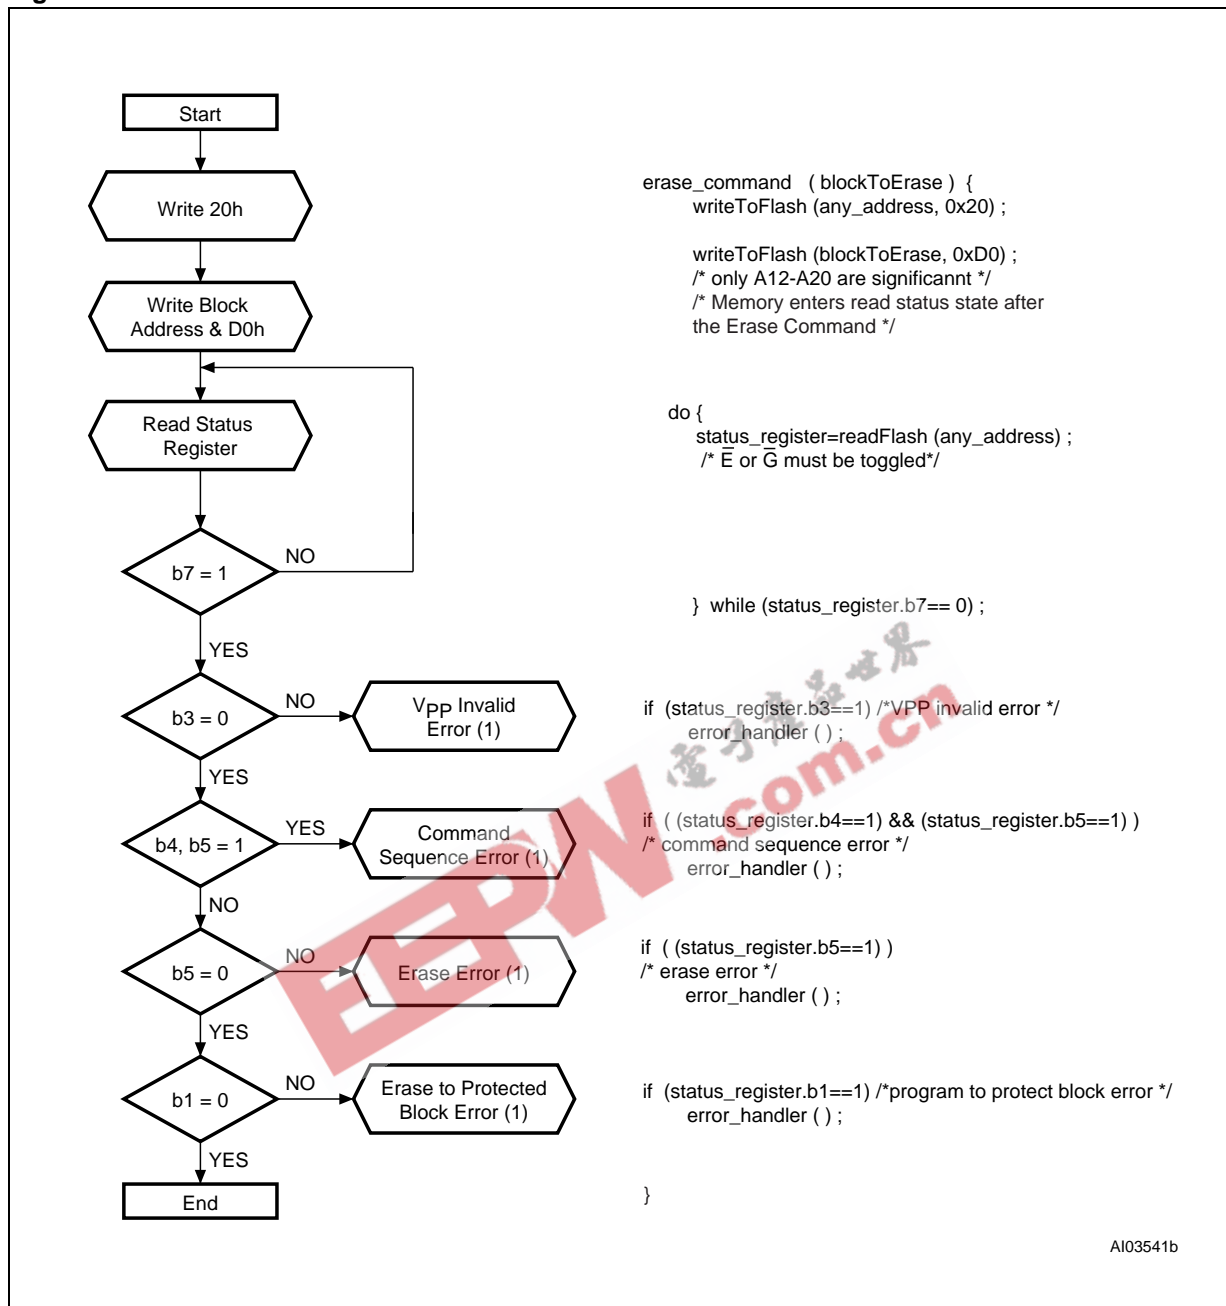 Start
Write 20h
Write Block
Address & D0h
Read Status
Register
b7 = 1
NO
YES
b3 = 0
NO
VPP Invalid
Error (1)
YES
b4, b5 = 1
YES
Command
Sequence Error (1)
NO
b5 = 0
NO
Erase Error (1)
YES
b1 = 0
NO
Erase to Protected
Block Error (1)
YES
End
erase_command ( blockToErase ) {
writeToFlash (any_address, 0x20) ;
writeToFlash (blockToErase, 0xD0) ;
/* only A12-A20 are significannt */
/* Memory enters read status state after
the Erase Command */
do {
status_register=readFlash (any_address) ;
/* E̅ or G̅ must be toggled*/
} while (status_register.b7== 0) ;
if (status_register.b3==1) /*VPP invalid error */
error_handler ( ) ;
if ( (status_register.b4==1) && (status_register.b5==1) )
/* command sequence error */
error_handler ( ) ;
if ( (status_register.b5==1) )
/* erase error */
error_handler ( ) ;
if (status_register.b1==1) /*program to protect block error */
error_handler ( ) ;
}
AI03541b
EEPW
電子產品世界
.com.cn